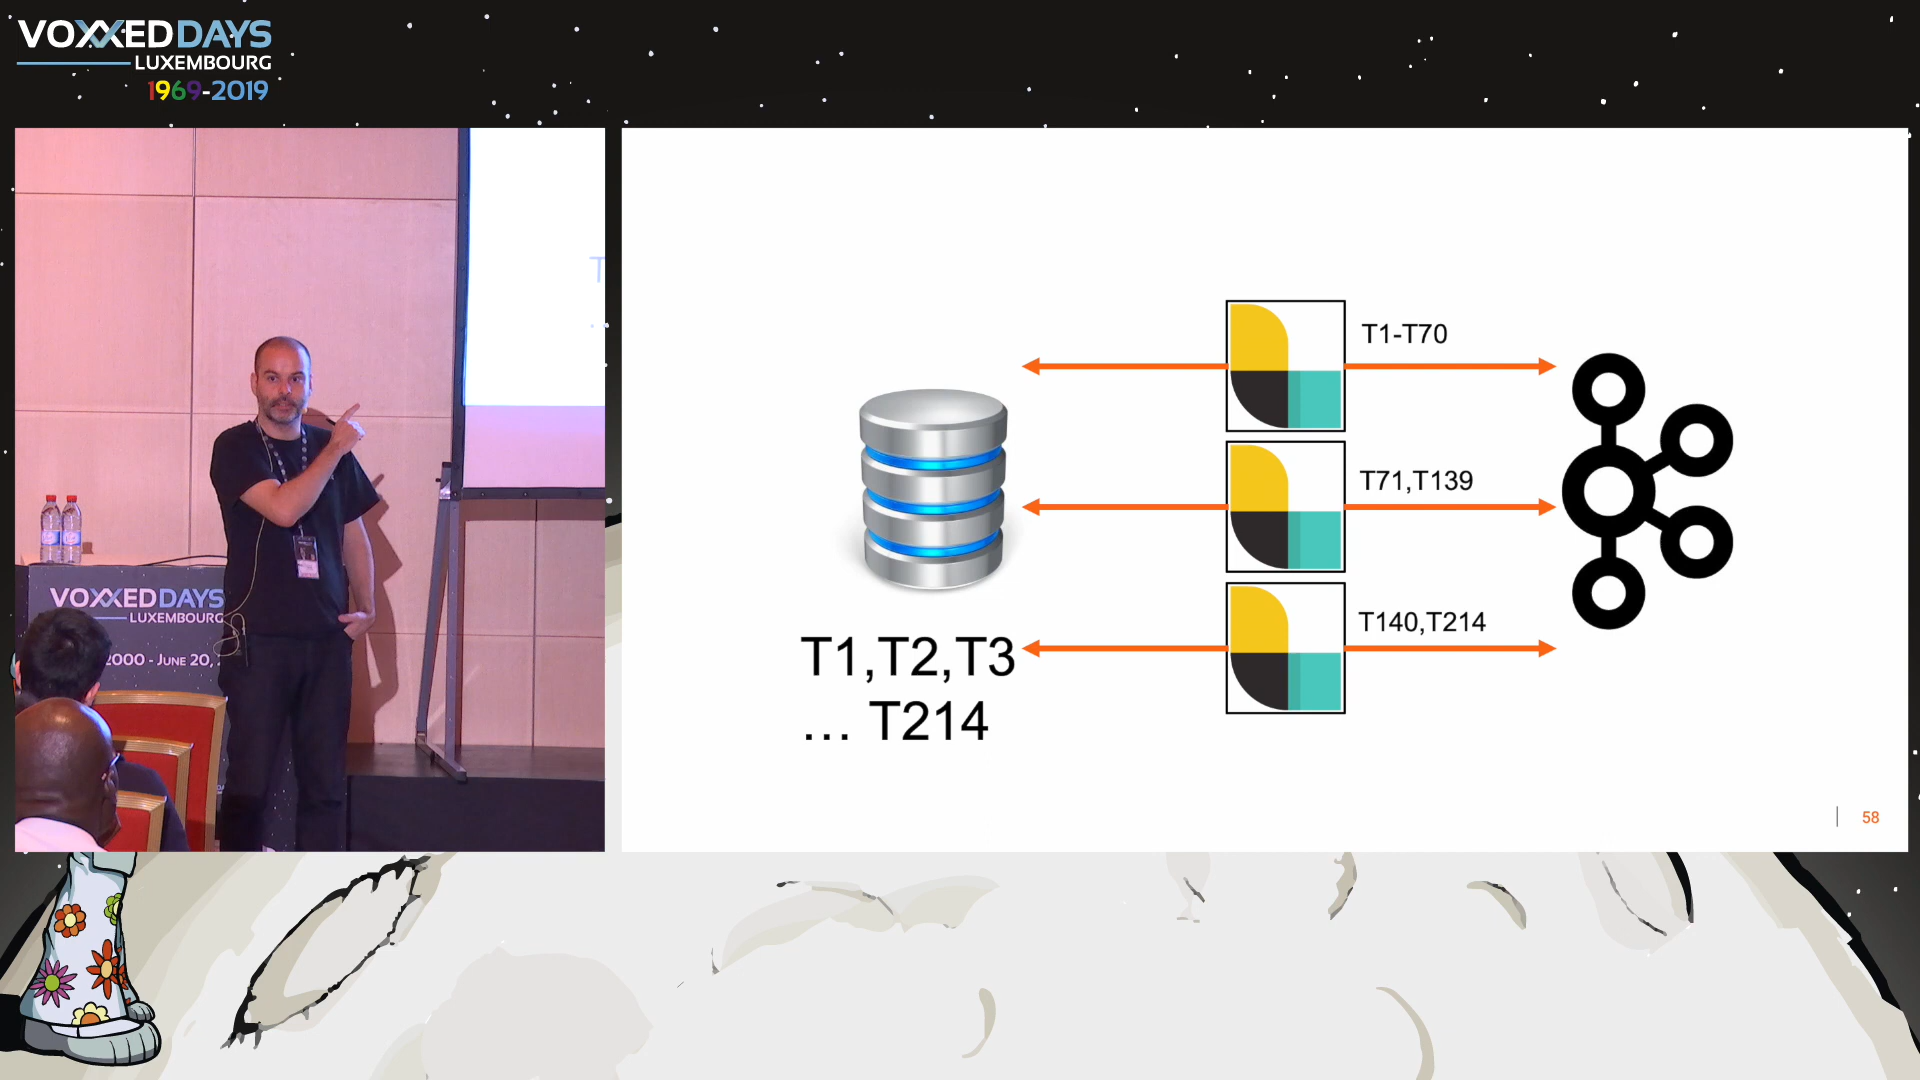 VOXXEDDAYS
LUXEMBOURG
1969-2019
VOXXEDDAYS
LUXEMBOURG
2000 - JUNE 20,
T1-T70
T71,T139
T140,T214
T1,T2,T3
... T214
58